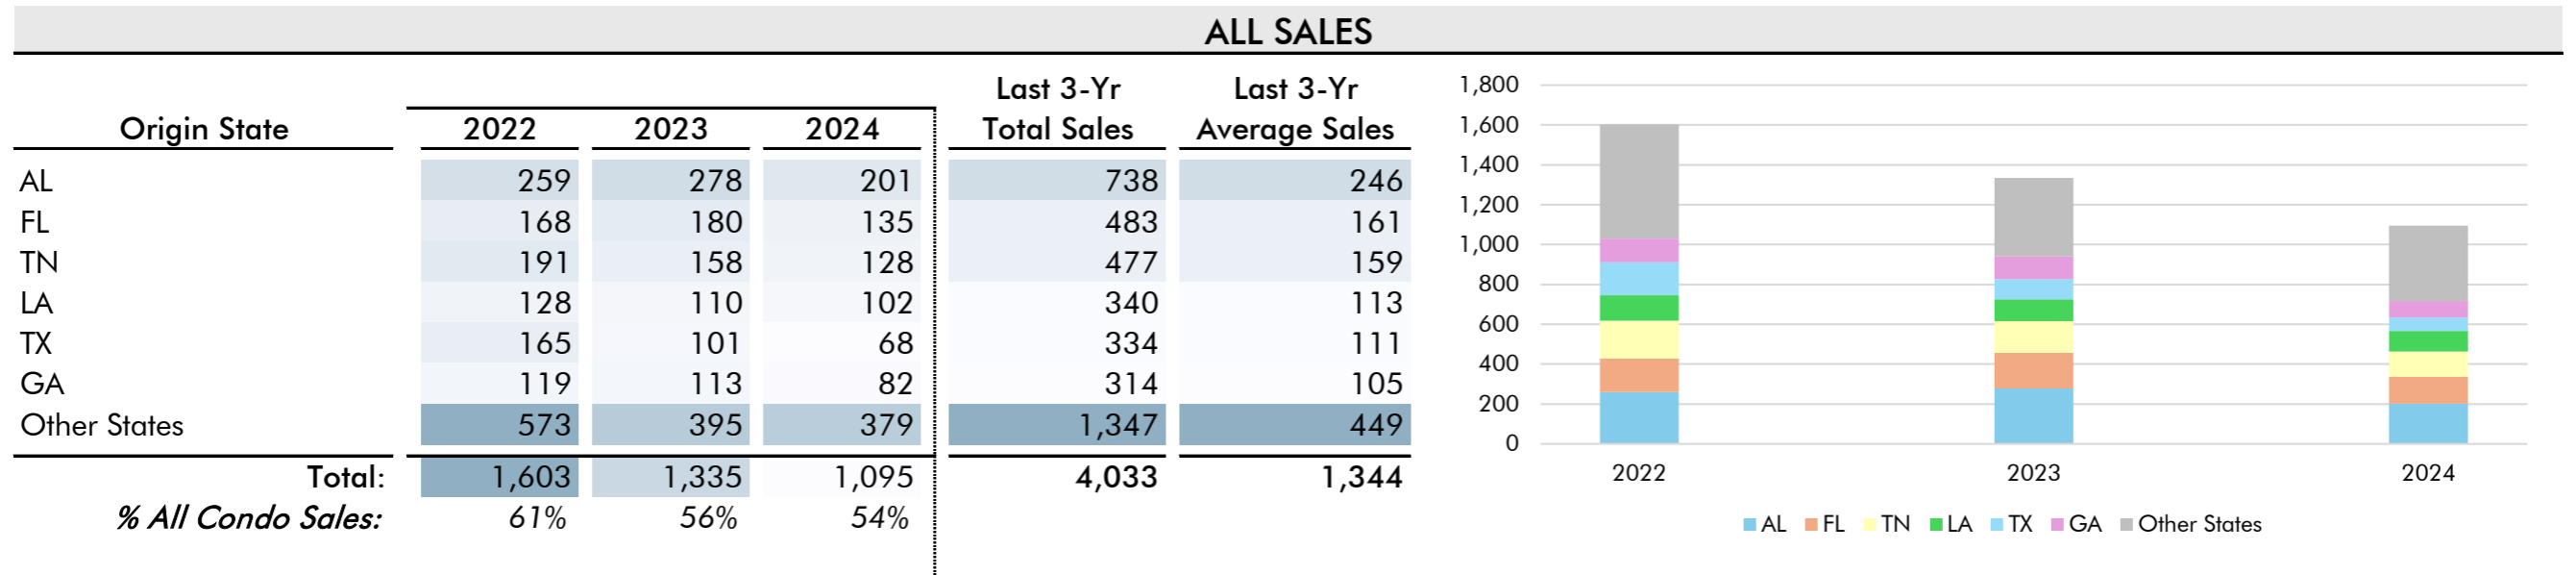 ALL SALES
Last 3-Yr Last 3-Yr
Origin State 2022 2023 2024 Total Sales Average Sales
AL 259 278 201 738 246
FL 168 180 135 483 161
TN 191 158 128 477 159
LA 128 110 102 340 113
TX 165 101 68 334 111
GA 119 113 82 314 105
Other States 573 395 379 1,347 449
Total: 1,603 1,335 1,095 4,033 1,344
% All Condo Sales: 61% 56% 54%
1,800
1,600
1,400
1,200
1,000
800
600
400
200
0
2022 2023 2024
AL FL TN LA TX GA Other States